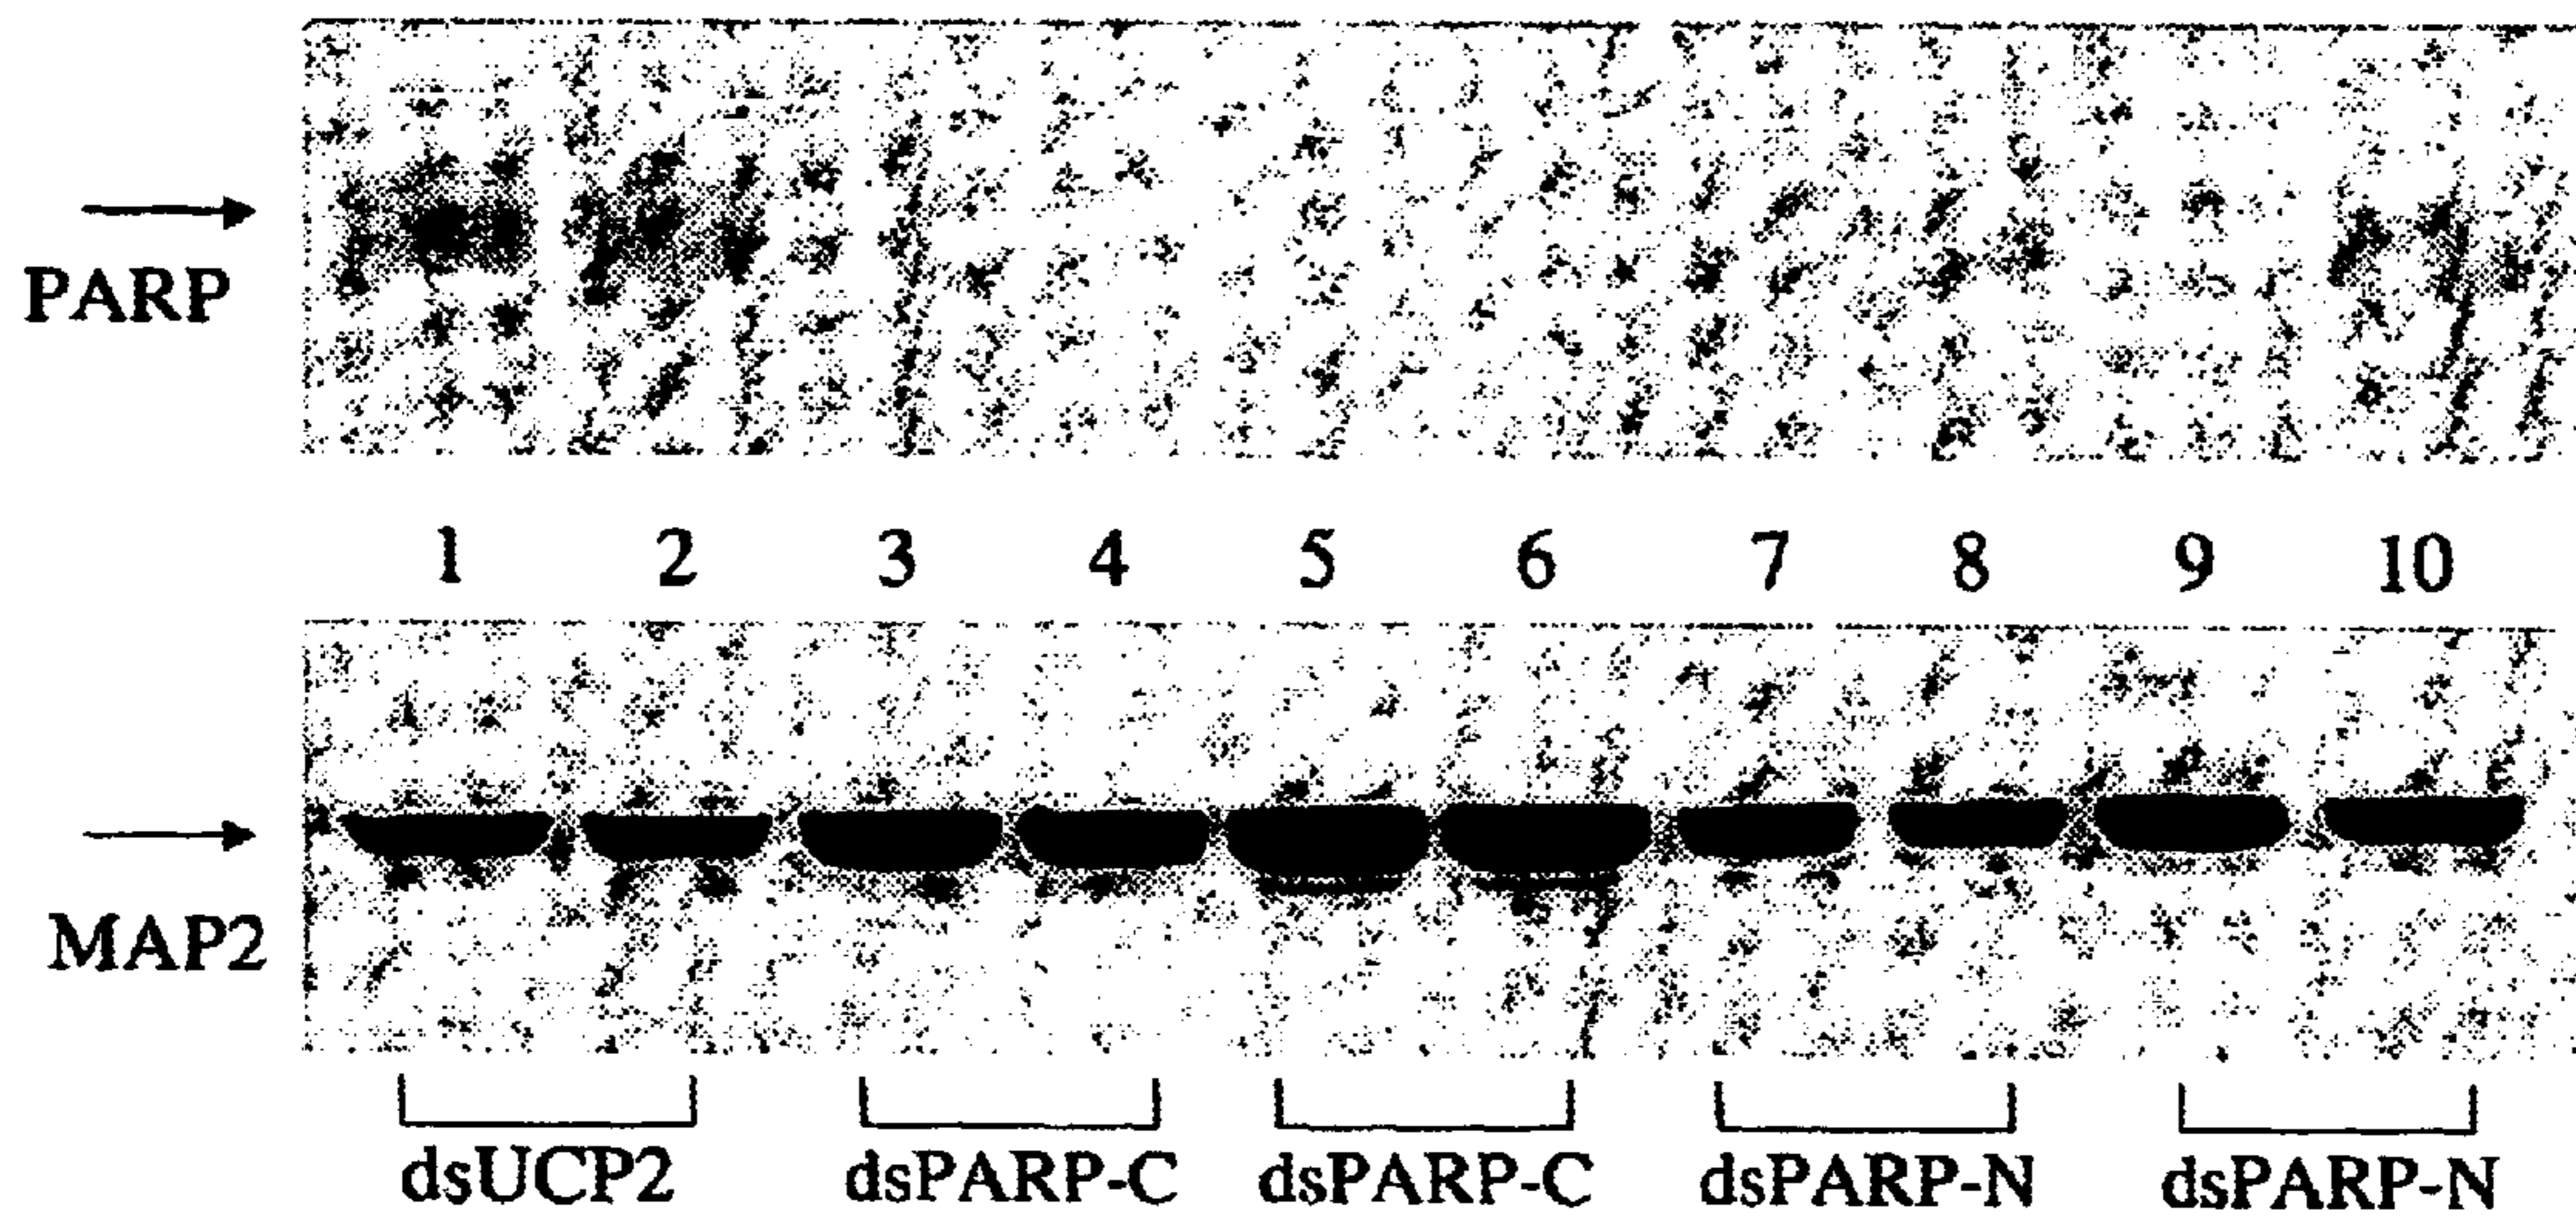 PARP
1 2 3 4 5 6 7 8 9 10
MAP2
dsUCP2 dsPARP-C dsPARP-C dsPARP-N dsPARP-N